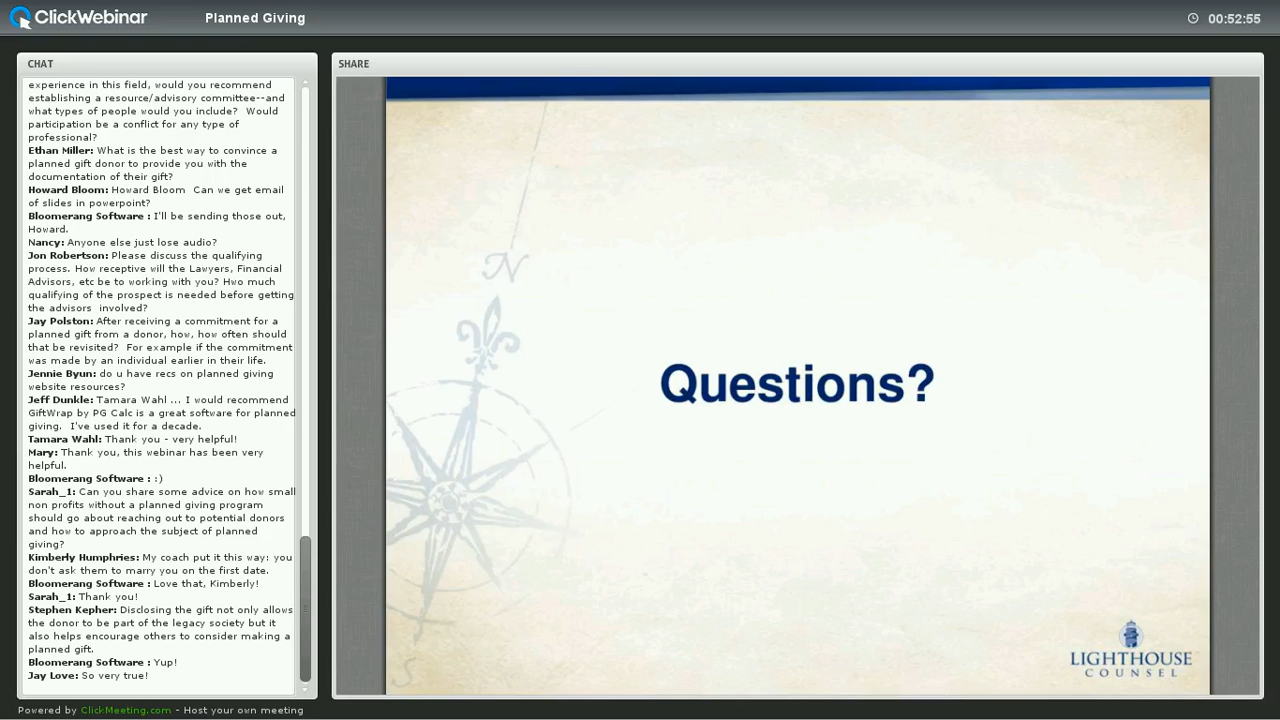 ClickWebinar
Planned Giving
00:52:55
CHAT
experience in this field, would you recommend
establishing a resource/advisory committee--and
what types of people would you include?  Would
participation be a conflict for any type of
professional?
Ethan Miller: What is the best way to convince a
planned gift donor to provide you with the
documentation of their gift?
Howard Bloom: Howard Bloom  Can we get email
of slides in powerpoint?
Bloomerang Software : I'll be sending those out,
Howard.
Nancy: Anyone else just lose audio?
Jon Robertson: Please discuss the qualifying
process. How receptive will the Lawyers, Financial
Advisors, etc be to working with you? Hwo much
qualifying of the prospect is needed before getting
the advisors  involved?
Jay Polston: After receiving a commitment for a
planned gift from a donor, how, how often should
that be revisited?  For example if the commitment
was made by an individual earlier in their life.
Jennie Byun: do u have recs on planned giving
website resources?
Jeff Dunkle: Tamara Wahl ... I would recommend
GiftWrap by PG Calc is a great software for planned
giving.  I've used it for a decade.
Tamara Wahl: Thank you - very helpful!
Mary: Thank you, this webinar has been very
helpful.
Bloomerang Software : :)
Sarah_1: Can you share some advice on how small
non profits without a planned giving program
should go about reaching out to potential donors
and how to approach the subject of planned
giving?
Kimberly Humphries: My coach put it this way: you
don't ask them to marry you on the first date.
Bloomerang Software : Love that, Kimberly!
Sarah_1: Thank you!
Stephen Kepher: Disclosing the gift not only allows
the donor to be part of the legacy society but it
also helps encourage others to consider making a
planned gift.
Bloomerang Software : Yup!
Jay Love: So very true!
SHARE
N
Questions?
S
LIGHTHOUSE
COUNSEL
Powered by ClickMeeting.com - Host your own meeting